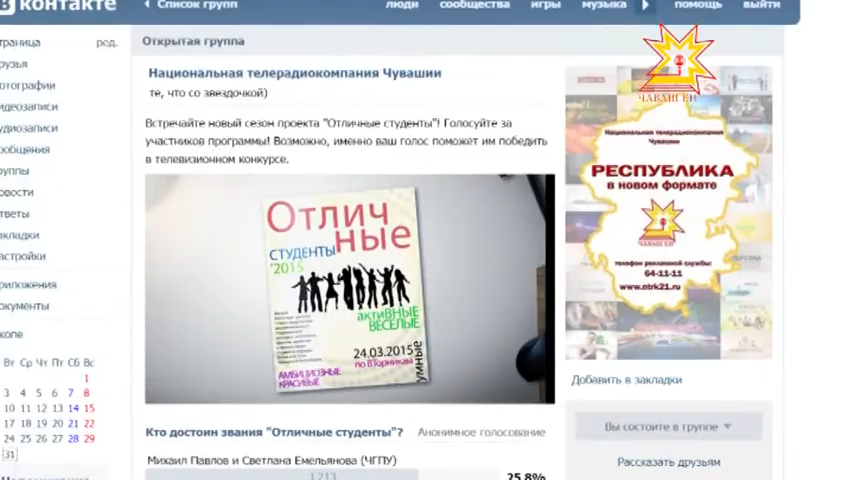 контакте
Список групп
люди
сообщества
игры
музыка
помощь
выйти
ред.
Открытая группа
Национальная телерадиокомпания Чувашии
те, что со звездочкой)
Встречайте новый сезон проекта "Отличные студенты"! Голосуйте за
участников программы! Возможно, именно ваш голос поможет им победить
в телевизионном конкурсе.
Отлич
ные
СТУДЕНТЫ
'2015
актиВНЫЕ
ВЕСЕЛЫЕ
24.03.2015
по ВТорникам
умные
АМБИЦИОЗНЫЕ
КРАСИВЫЕ
Кто достоин звания "Отличные студенты"?
Анонимное голосование
Михаил Павлов и Светлана Емельянова (ЧГПУ)
1 213
25.8%
ЧАВАШ ЕН
Национальная телерадиокомпания
Чувашии
РЕСПУБЛИКА
в новом формате
ЧАВАШ ЕН
телефон рекламной службы:
64-11-11
www.ntrk21.ru
Добавить в закладки
Вы состоите в группе
Рассказать друзьям
траница
рузья
отографии
идеозаписи
удиозаписи
ообщения
руппы
овости
тветы
акладки
астройки
риложения
окументы
Вт Ср Чт Пт Сб Вс
1
3 4 5 6 7 8
10 11 12 13 14 15
17 18 19 20 21 22
24 25 26 27 28 29
31